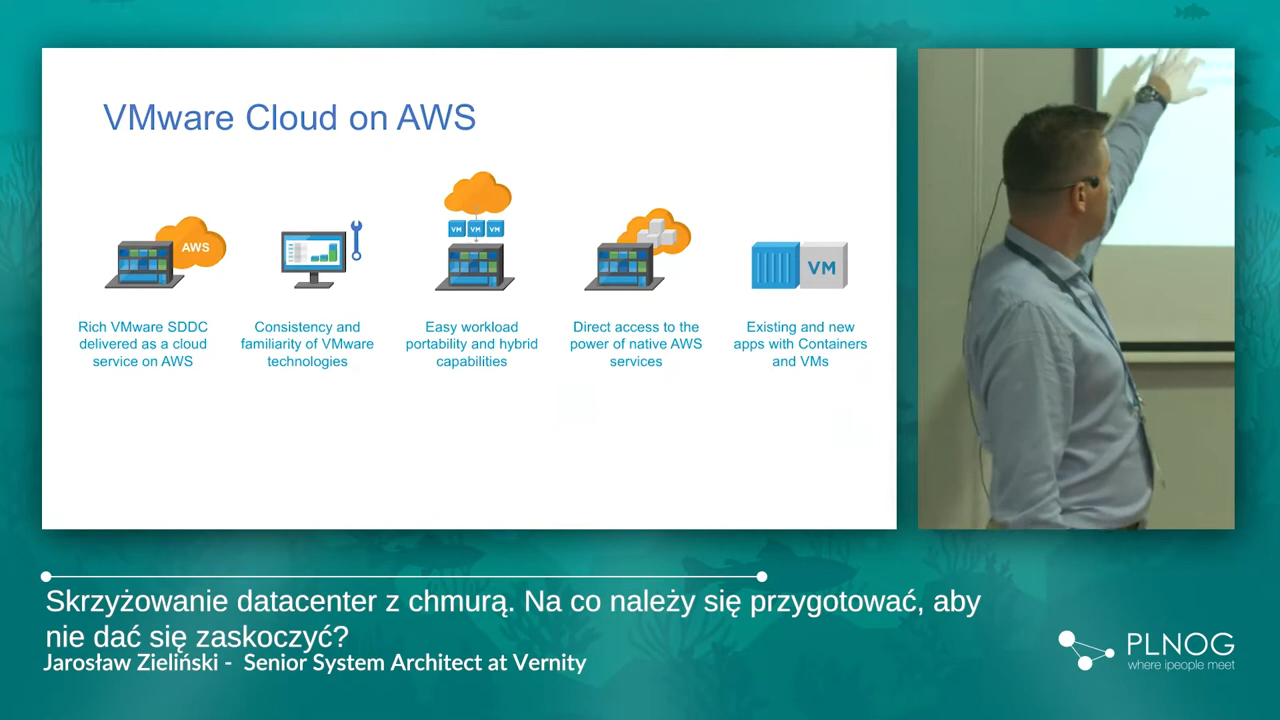 VMware Cloud on AWS
AWS
VM VM VM
VM
Rich VMware SDDC
delivered as a cloud
service on AWS
Consistency and
familiarity of VMware
technologies
Easy workload
portability and hybrid
capabilities
Direct access to the
power of native AWS
services
Existing and new
apps with Containers
and VMs
Skrzyżowanie datacenter z chmurą. Na co należy się przygotować, aby
nie dać się zaskoczyć?
Jarosław Zieliński - Senior System Architect at Vernity
PLNOG
where ipeople meet